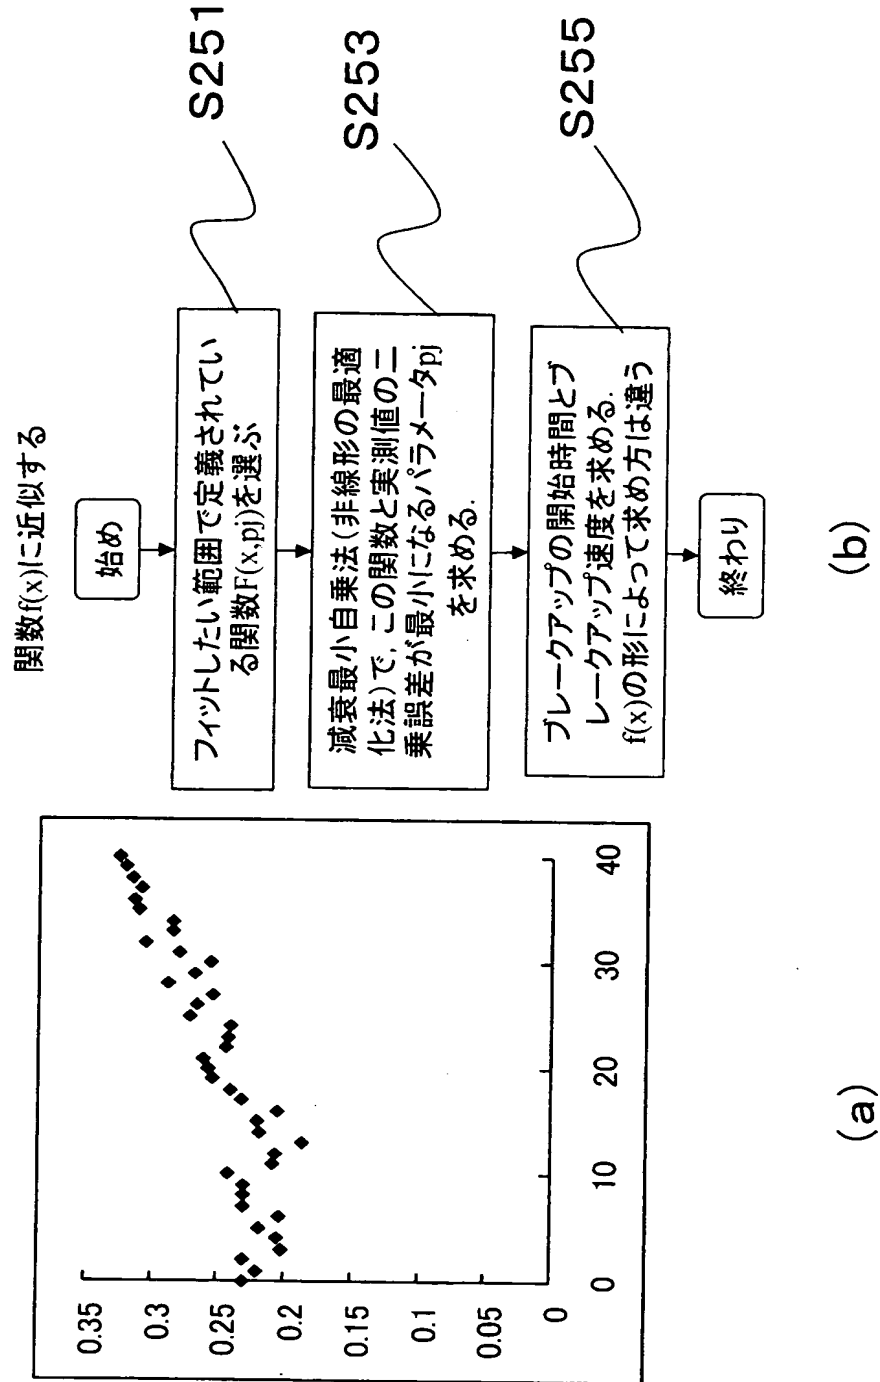 0.35
0.3
0.25
0.2
0.15
0.1
0.05
0
0
10
20
30
40
(a)
関数f(x)に近似する
始め
フィットしたい範囲で定義されてい
る関数F(x,pj)を選ぶ
S251
減衰最小自乗法(非線形の最適
化法)で,この関数と実測値の二
乗誤差が最小になるパラメータpj
を求める.
S253
ブレークアップの開始時間とブ
レークアップ速度を求める.
f(x)の形によって求め方は違う
S255
終わり
(b)